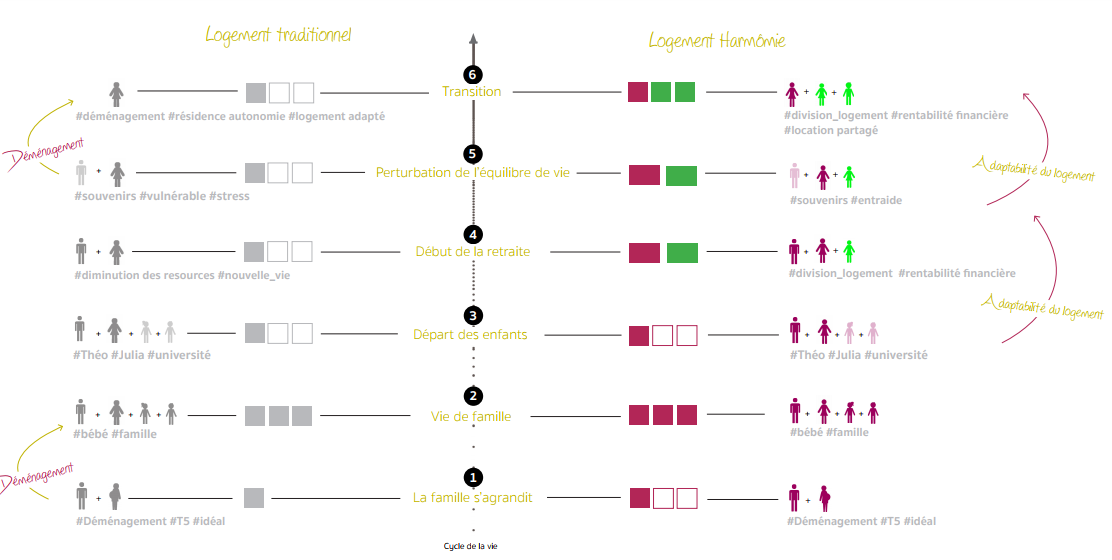 Logement traditionnel
Logement Harmômie
6
Transition
#déménagement #résidence autonomie #logement adapté
#division_logement #rentabilité financière
#location partagé
Déménagement
Adaptabilité du logement
5
Perturbation de l'équilibre de vie
#souvenirs #vulnérable #stress
#souvenirs #entraide
4
Début de la retraite
#diminution des resources #nouvelle_vie
#division_logement #rentabilité financière
Adaptabilité du logement
3
Départ des enfants
#Théo #Julia #université
#Théo #Julia #université
2
Vie de famille
#bébé #famille
#bébé #famille
Déménagement
1
La famille s'agrandit
#Déménagement #T5 #idéal
#Déménagement #T5 #idéal
Cycle de la vie